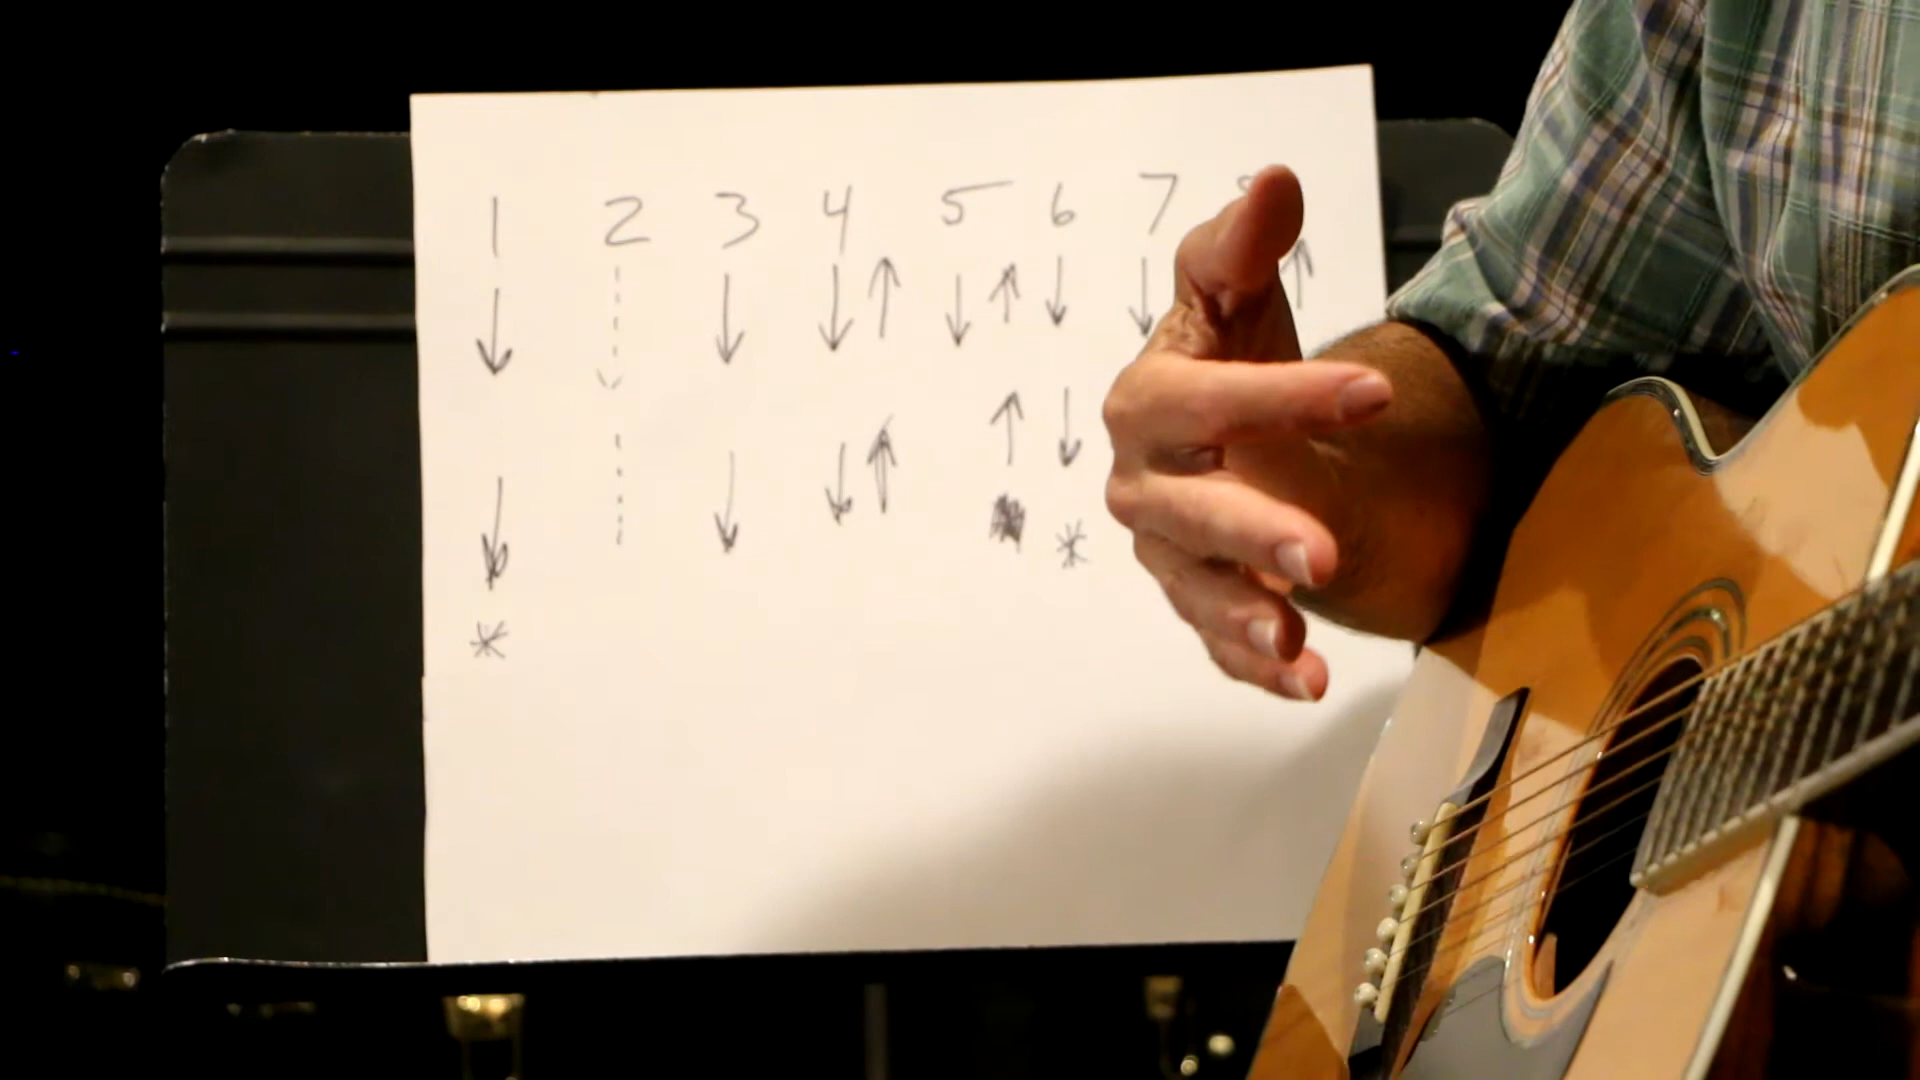 1 2 3 4 5 6 7
↓ ↓ ↓ ↓ ↑ ↓ ↑ ↓ ↓ ↑
↓ ↓ ↓ ↑ ↑ ↓
* *